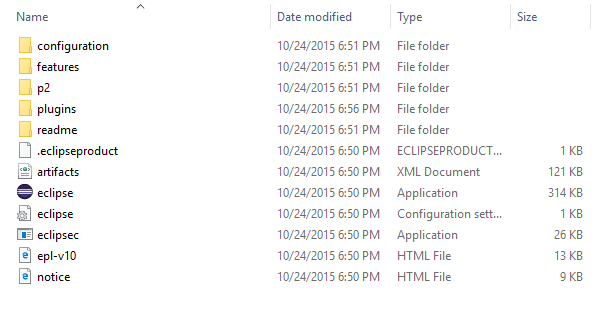 Name Date modified Type Size
configuration 10/24/2015 6:51 PM File folder
features 10/24/2015 6:51 PM File folder
p2 10/24/2015 6:51 PM File folder
plugins 10/24/2015 6:56 PM File folder
readme 10/24/2015 6:51 PM File folder
.eclipseproduct 10/24/2015 6:50 PM ECLIPSEPRODUCT... 1 KB
artifacts 10/24/2015 6:50 PM XML Document 121 KB
eclipse 10/24/2015 6:50 PM Application 314 KB
eclipse 10/24/2015 6:50 PM Configuration sett... 1 KB
eclipsec 10/24/2015 6:50 PM Application 26 KB
epl-v10 10/24/2015 6:50 PM HTML File 13 KB
notice 10/24/2015 6:50 PM HTML File 9 KB